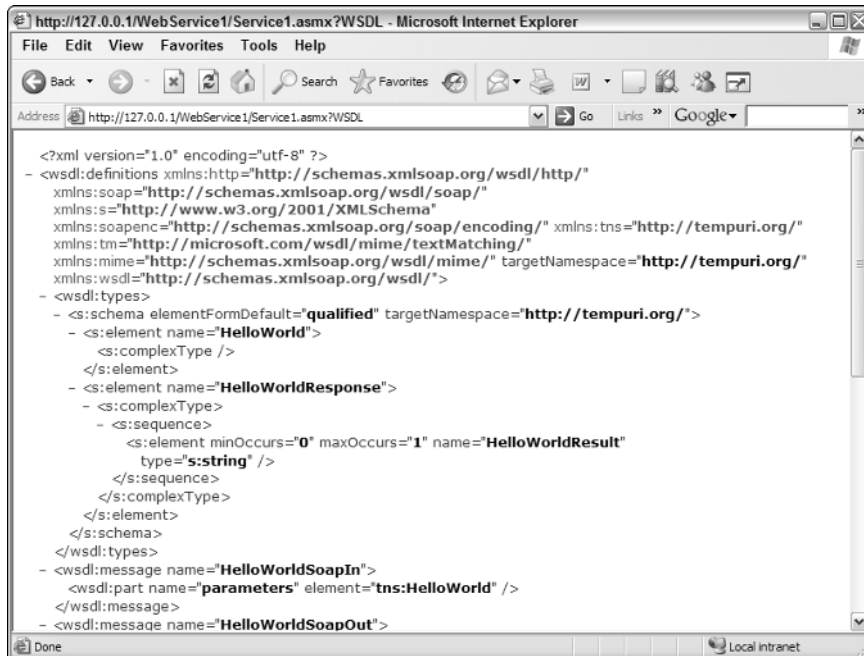 http://127.0.0.1/WebService1/Service1.asmx?WSDL - Microsoft Internet Explorer
File Edit View Favorites Tools Help
Back Search Favorites
Address http://127.0.0.1/WebService1/Service1.asmx?WSDL Go Links » Google »
<?xml version="1.0" encoding="utf-8" ?>
- <wsdl:definitions xmlns:http="http://schemas.xmlsoap.org/wsdl/http/"
xmlns:soap="http://schemas.xmlsoap.org/wsdl/soap/"
xmlns:s="http://www.w3.org/2001/XMLSchema"
xmlns:soapenc="http://schemas.xmlsoap.org/soap/encoding/" xmlns:tns="http://tempuri.org/"
xmlns:tm="http://microsoft.com/wsdl/mime/textMatching/"
xmlns:mime="http://schemas.xmlsoap.org/wsdl/mime/" targetNamespace="http://tempuri.org/"
xmlns:wsdl="http://schemas.xmlsoap.org/wsdl/">
- <wsdl:types>
- <s:schema elementFormDefault="qualified" targetNamespace="http://tempuri.org/">
- <s:element name="HelloWorld">
<s:complexType />
</s:element>
- <s:element name="HelloWorldResponse">
- <s:complexType>
- <s:sequence>
<s:element minOccurs="0" maxOccurs="1" name="HelloWorldResult"
type="s:string" />
</s:sequence>
</s:complexType>
</s:element>
</s:schema>
</wsdl:types>
- <wsdl:message name="HelloWorldSoapIn">
<wsdl:part name="parameters" element="tns:HelloWorld" />
</wsdl:message>
- <wsdl:message name="HelloWorldSoapOut">
Done Local intranet